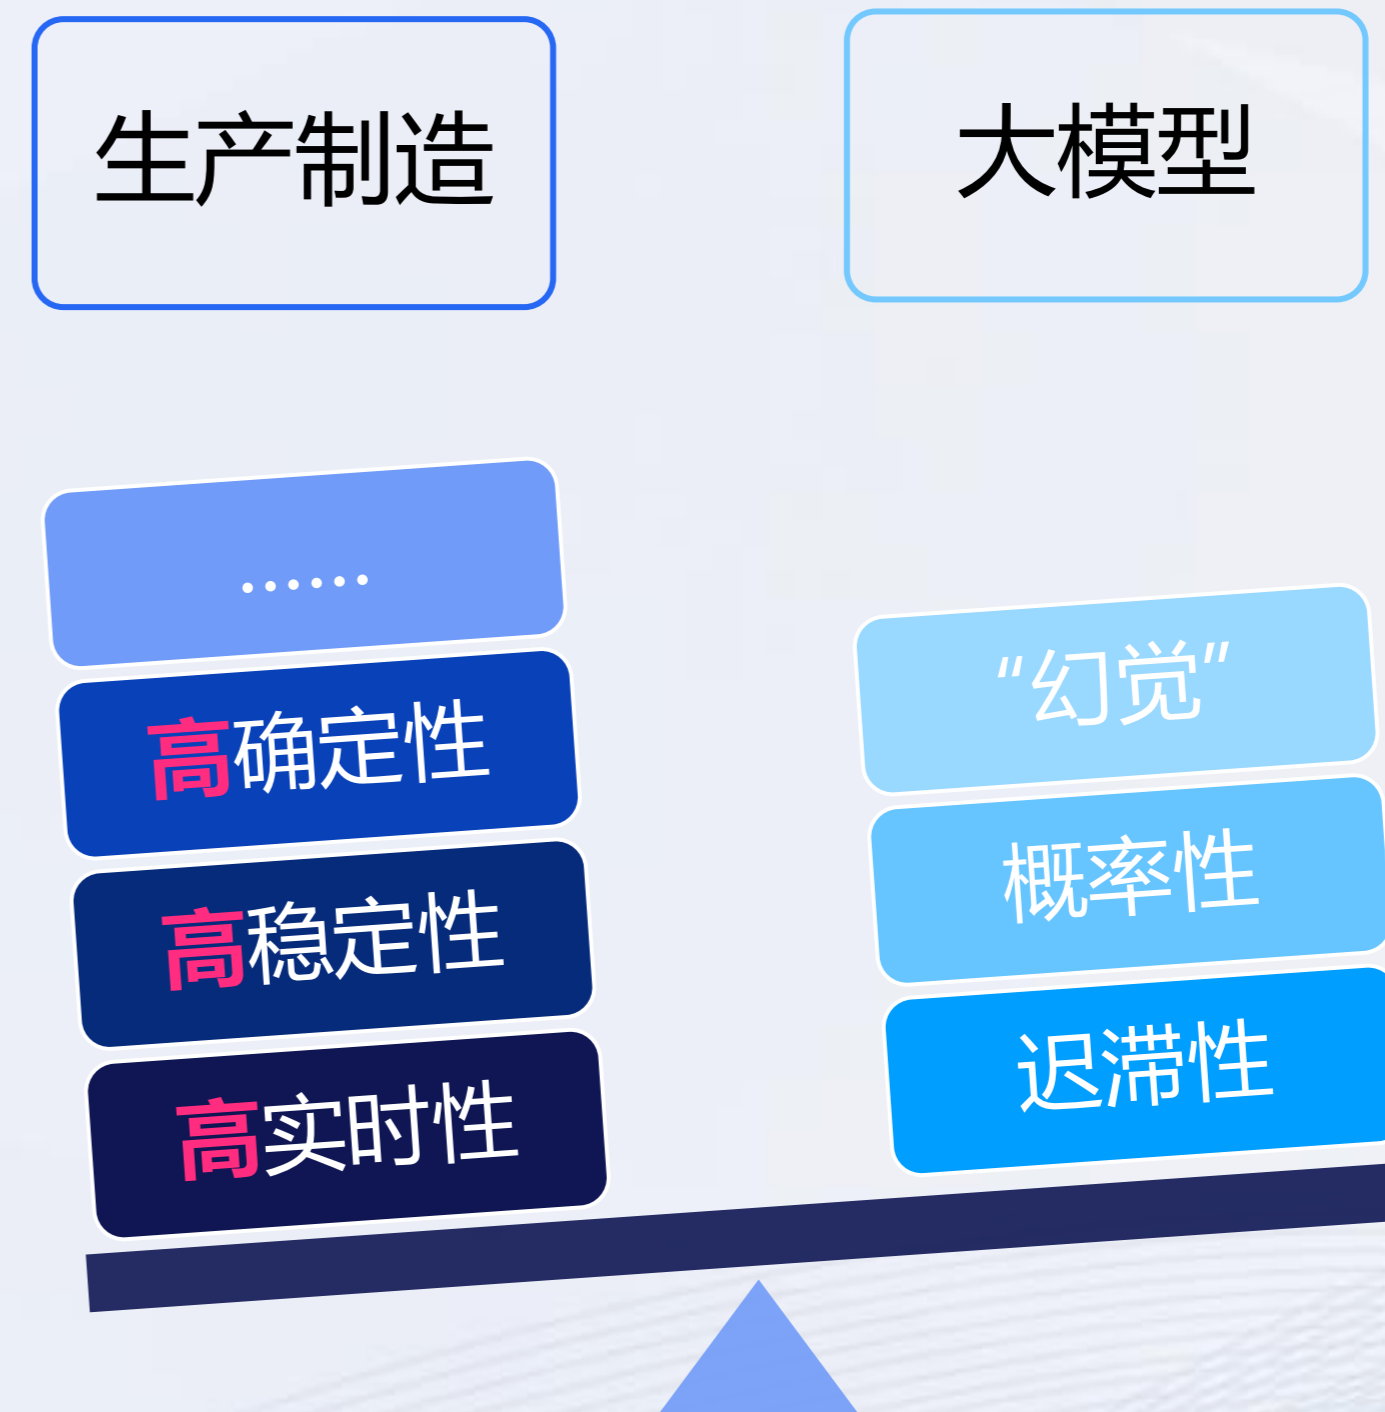 生产制造
大模型
……
高确定性
高稳定性
高实时性
“幻觉”
概率性
迟滞性